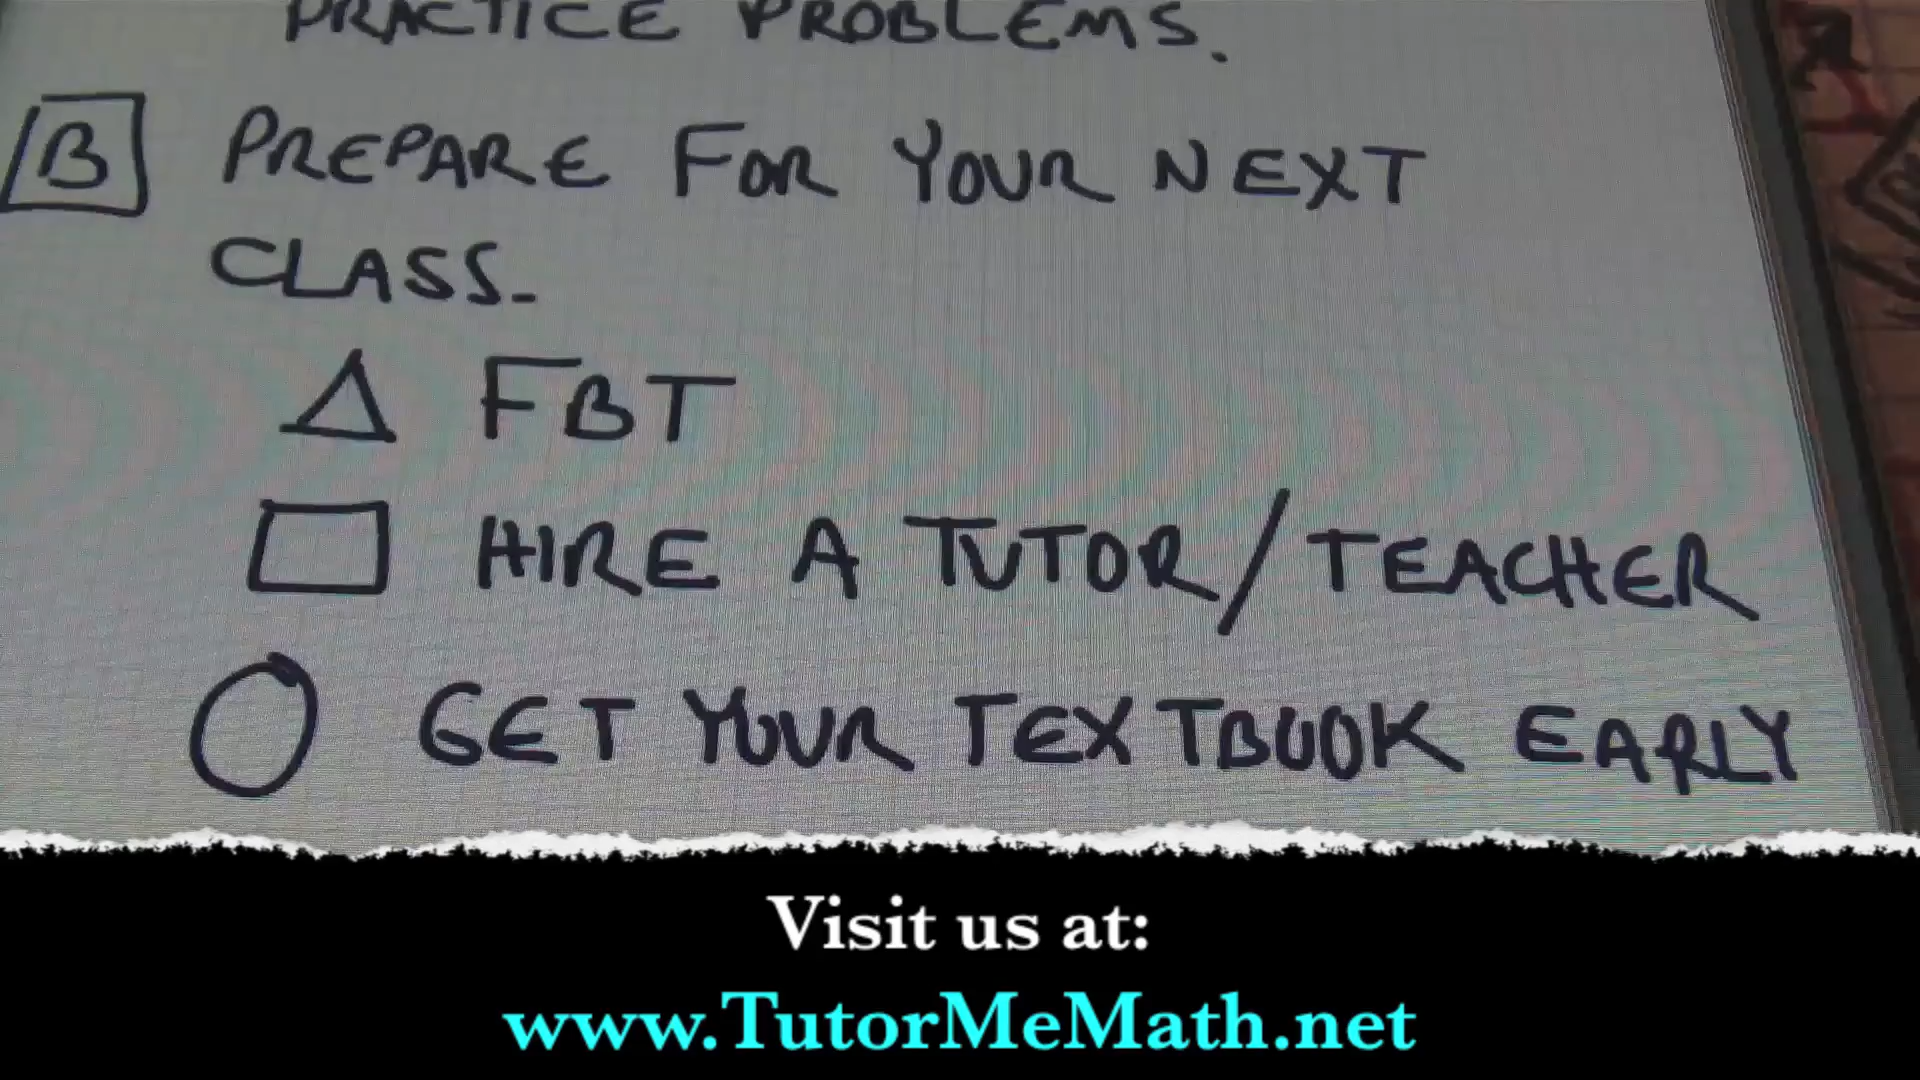 PRACTICE PROBLEMS.
B PREPARE FOR YOUR NEXT
CLASS.
FBT
HIRE A TUTOR/TEACHER
GET YOUR TEXTBOOK EARLY
Visit us at:
www.TutorMeMath.net